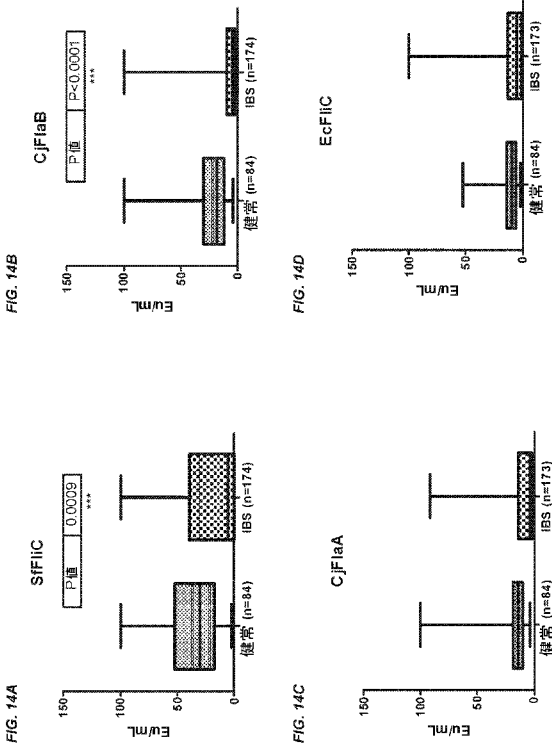 FIG. 14A
SfFliC
P値 0.0009
***
150
100
50
0
Eu/mL
健常 (n=84)
IBS (n=174)
FIG. 14B
CjFlaB
P値 P<0.0001
***
150
100
50
0
Eu/mL
健常 (n=84)
IBS (n=174)
FIG. 14C
CjFlaA
150
100
50
0
Eu/mL
健常 (n=84)
IBS (n=173)
FIG. 14D
EcFliC
150
100
50
0
Eu/mL
健常 (n=84)
IBS (n=173)